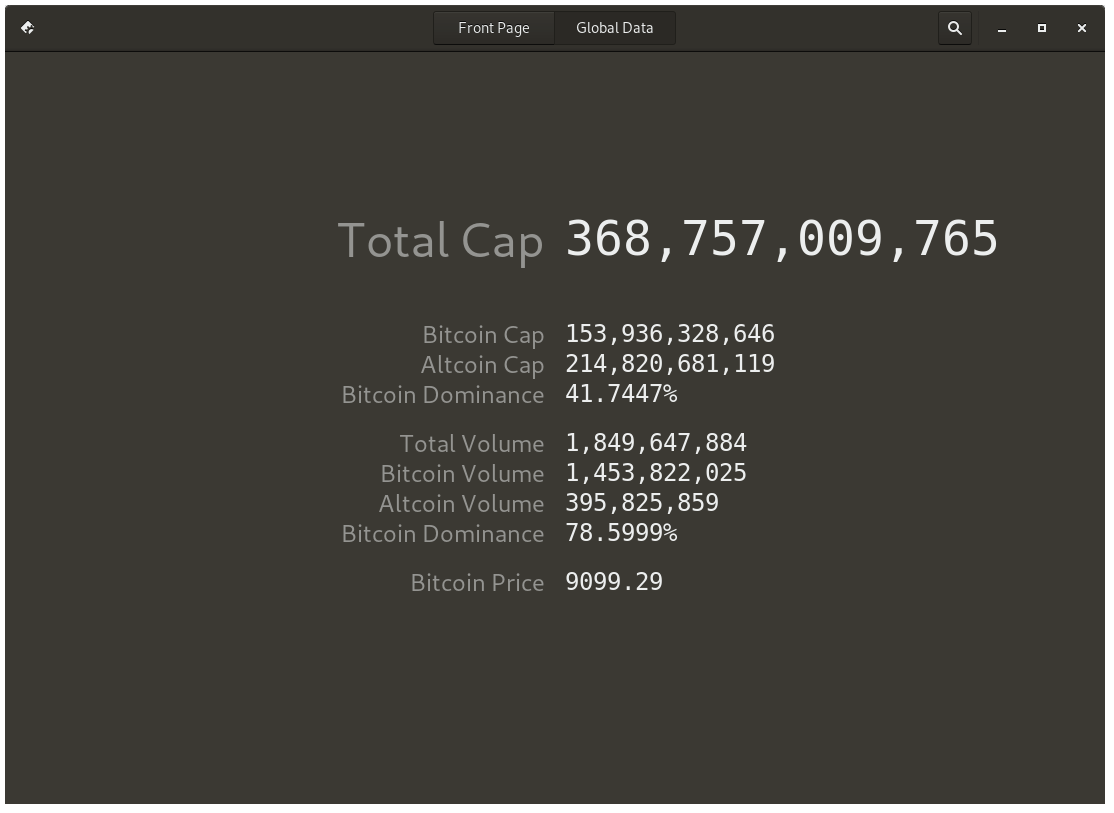 Front Page Global Data
Total Cap 368,757,009,765
Bitcoin Cap 153,936,328,646
Altcoin Cap 214,820,681,119
Bitcoin Dominance 41.7447%
Total Volume 1,849,647,884
Bitcoin Volume 1,453,822,025
Altcoin Volume 395,825,859
Bitcoin Dominance 78.5999%
Bitcoin Price 9099.29